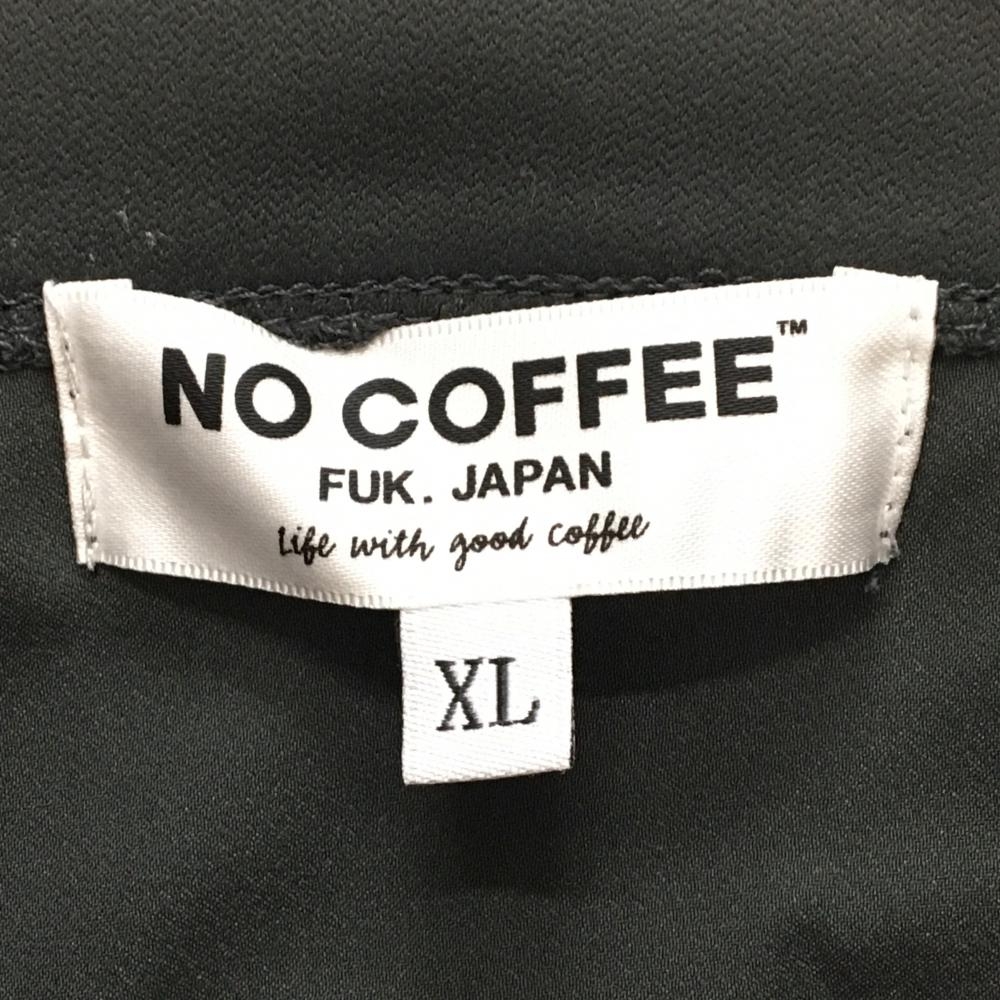 NO COFFEE™
FUK. JAPAN
Life with good coffee
XL